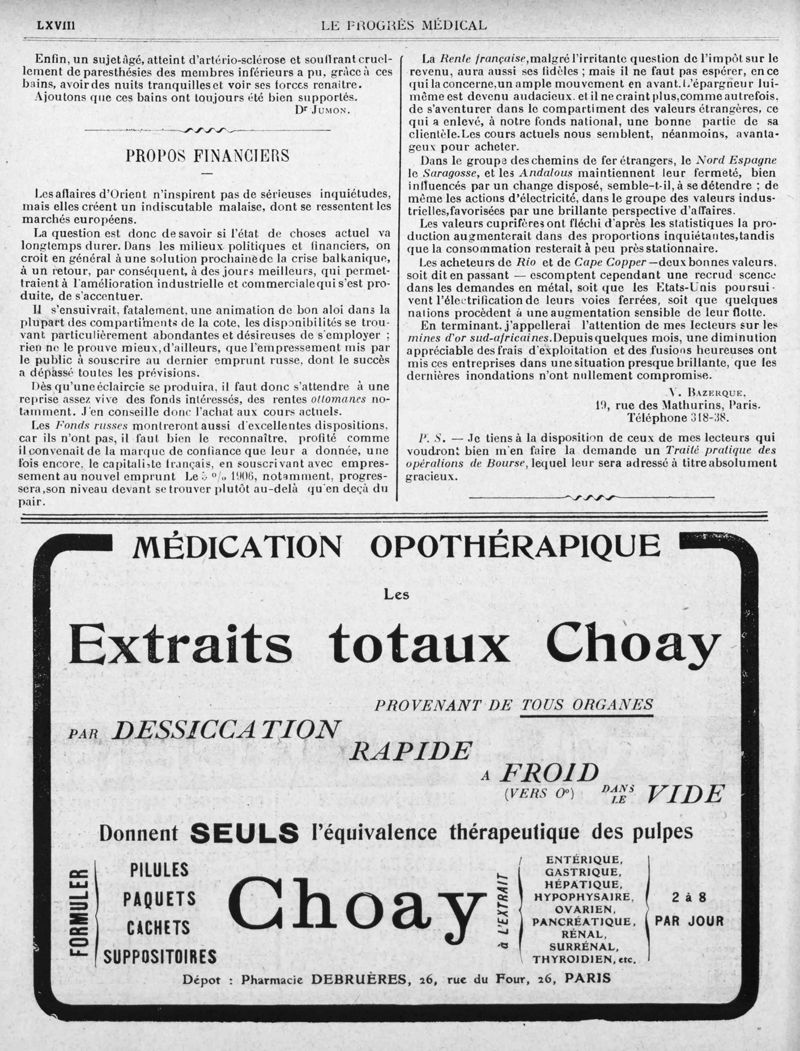 LXVIII
LE PROGRÈS MÉDICAL
Enfin, un sujet âgé, atteint d'artério-sclérose et souffrant cruel-
lement de paresthésies des membres inférieurs a pu, grâce à ces
bains, avoir des nuits tranquilles et voir ses forces renaître.
Ajoutons que ces bains ont toujours été bien supportés.
Dr JUMON.
PROPOS FINANCIERS
Les affaires d'Orient n'inspirent pas de sérieuses inquiétudes,
mais elles créent un indiscutable malaise, dont se ressentent les
marchés européens.
La question est donc de savoir si l'état de choses actuel va
longtemps durer. Dans les milieux politiques et financiers, on
croit en général à une solution prochaine de la crise balkanique,
à un retour, par conséquent, à des jours meilleurs, qui permet-
traient à l'amélioration industrielle et commerciale qui s'est pro-
duite, de s'accentuer.
Il s'ensuivrait, fatalement, une animation de bon aloi dans la
plupart des compartiments de la cote, les disponibilités se trou-
vant particulièrement abondantes et désireuses de s'employer ;
rien ne le prouve mieux, d'ailleurs, que l'empressement mis par
le public à souscrire au dernier emprunt russe, dont le succès
a dépassé toutes les prévisions.
Dès qu'une éclaircie se produira, il faut donc s'attendre à une
reprise assez vive des fonds intéressés, des rentes ottomanes no-
tamment. J'en conseille donc l'achat aux cours actuels.
Les Fonds russes montreront aussi d'excellentes dispositions,
car ils n'ont pas, il faut bien le reconnaître, profité comme
il convenait de la marque de confiance que leur a donnée, une
fois encore, le capitaliste français, en souscrivant avec empres-
sement au nouvel emprunt Le 5 o/o 1906, notamment, progres-
sera, son niveau devant se trouver plutôt au-delà qu'en deçà du
pair.
La Rente française, malgré l'irritante question de l'impôt sur le
revenu, aura aussi ses fidèles ; mais il ne faut pas espérer, en ce
qui la concerne, un ample mouvement en avant. L'épargneur lui-
même est devenu audacieux. et il ne craint plus, comme autrefois,
de s'aventurer dans le compartiment des valeurs étrangères, ce
qui a enlevé, à notre fonds national, une bonne partie de sa
clientèle. Les cours actuels nous semblent, néanmoins, avanta-
geux pour acheter.
Dans le groupe des chemins de fer étrangers, le Nord Espagne
le Saragosse, et les Andalous maintiennent leur fermeté, bien
influencés par un change disposé, semble-t-il, à se détendre ; de
même les actions d'électricité, dans le groupe des valeurs indus-
trielles, favorisées par une brillante perspective d'affaires.
Les valeurs cuprifères ont fléchi d'après les statistiques la pro-
duction augmenterait dans des proportions inquiétantes, tandis
que la consommation resterait à peu près stationnaire.
Les acheteurs de Rio et de Cape Copper — deux bonnes valeurs.
soit dit en passant — escomptent cependant une recrud scence
dans les demandes en métal, soit que les Etats-Unis poursui-
vent l'électrification de leurs voies ferrées, soit que quelques
nations procèdent à une augmentation sensible de leur flotte.
En terminant, j'appellerai l'attention de mes lecteurs sur les
mines d'or sud-africaines. Depuis quelques mois, une diminution
appréciable des frais d'exploitation et des fusions heureuses ont
mis ces entreprises dans une situation presque brillante, que les
dernières inondations n'ont nullement compromise.
V. BAZERQUE,
19, rue des Mathurins, Paris.
Téléphone 318-38.
P. S. — Je tiens à la disposition de ceux de mes lecteurs qui
voudront bien m'en faire la demande un Traité pratique des
opérations de Bourse, lequel leur sera adressé à titre absolument
gracieux.
MÉDICATION OPOTHÉRAPIQUE
Les
Extraits totaux Choay
PROVENANT DE TOUS ORGANES
PAR DESSICCATION
RAPIDE
A FROID
(VERS 0°) DANS LE VIDE
Donnent SEULS l'équivalence thérapeutique des pulpes
FORMULER
PILULES
PAQUETS
CACHETS
SUPPOSITOIRES
Choay
à L'EXTRAIT
ENTÉRIQUE,
GASTRIQUE,
HÉPATIQUE,
HYPOPHYSAIRE,
OVARIEN,
PANCRÉATIQUE,
RÉNAL,
SURRÉNAL,
THYROIDIEN, etc.
2 à 8
PAR JOUR
Dépot : Pharmacie DEBRUÈRES, 26, rue du Four, 26, PARIS